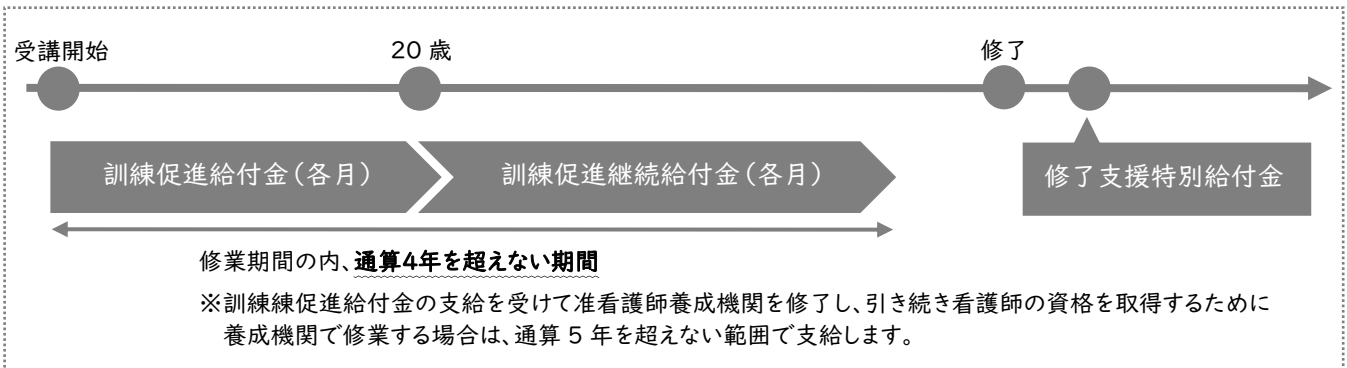 受講開始
20 歳
修了
訓練促進給付金(各月)
訓練促進継続給付金(各月)
修了支援特別給付金
修業期間の内、通算4年を超えない期間
※訓練練促進給付金の支給を受けて准看護師養成機関を修了し、引き続き看護師の資格を取得するために
養成機関で修業する場合は、通算 5 年を超えない範囲で支給します。